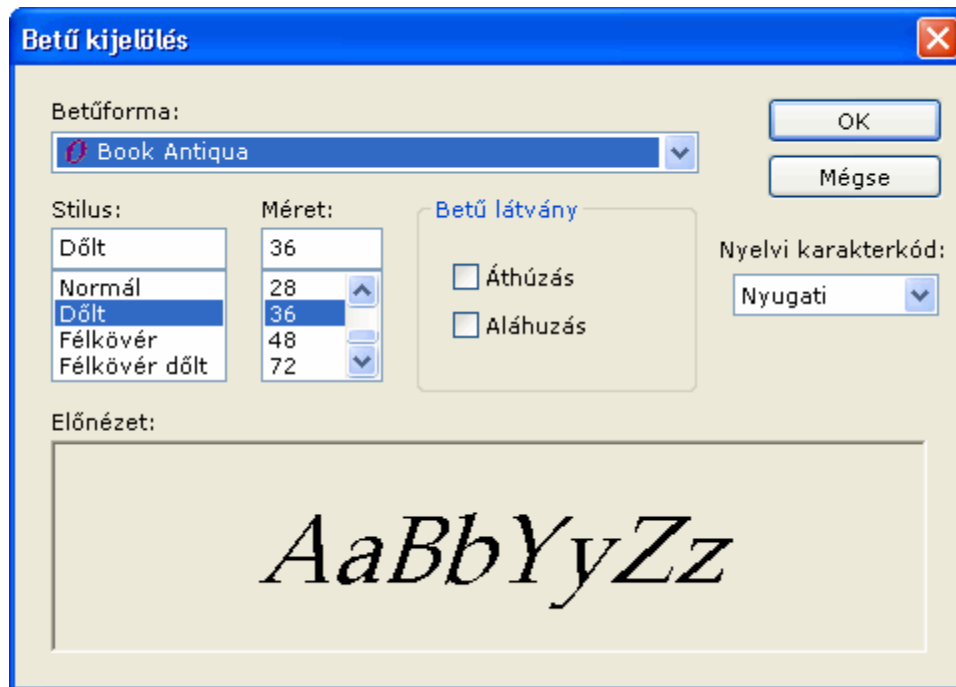 Betű kijelölés
Betűforma:
Book Antiqua
OK
Mégse
Stilus:
Dőlt
Normál
Dőlt
Félkövér
Félkövér dőlt
Méret:
36
28
36
48
72
Betű látvány
Áthúzás
Aláhuzás
Nyelvi karakterkód:
Nyugati
Előnézet:
AaBbYyZz